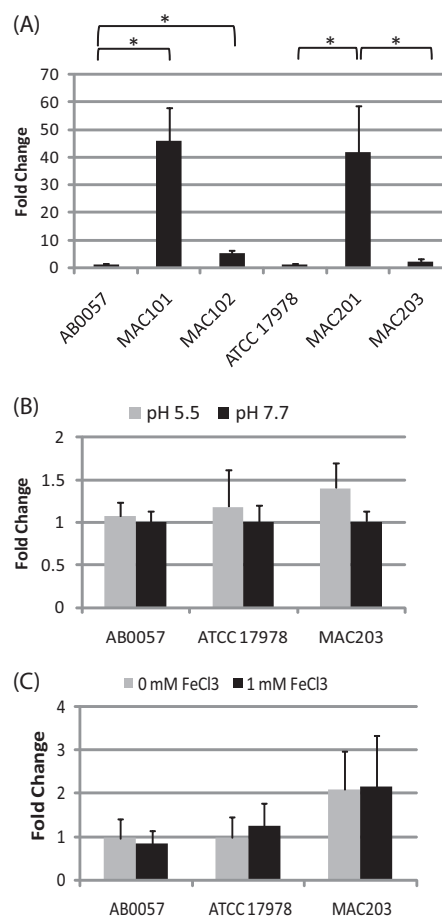 (A)
* 
* * *
Fold Change
70
60
50
40
30
20
10
0
AB0057
MAC101
MAC102
ATCC 17978
MAC201
MAC203
(B)
pH 5.5 pH 7.7
Fold Change
2
1.5
1
0.5
0
AB0057 ATCC 17978 MAC203
(C)
0 mM FeCl3 1 mM FeCl3
Fold Change
4
3
2
1
0
AB0057 ATCC 17978 MAC203